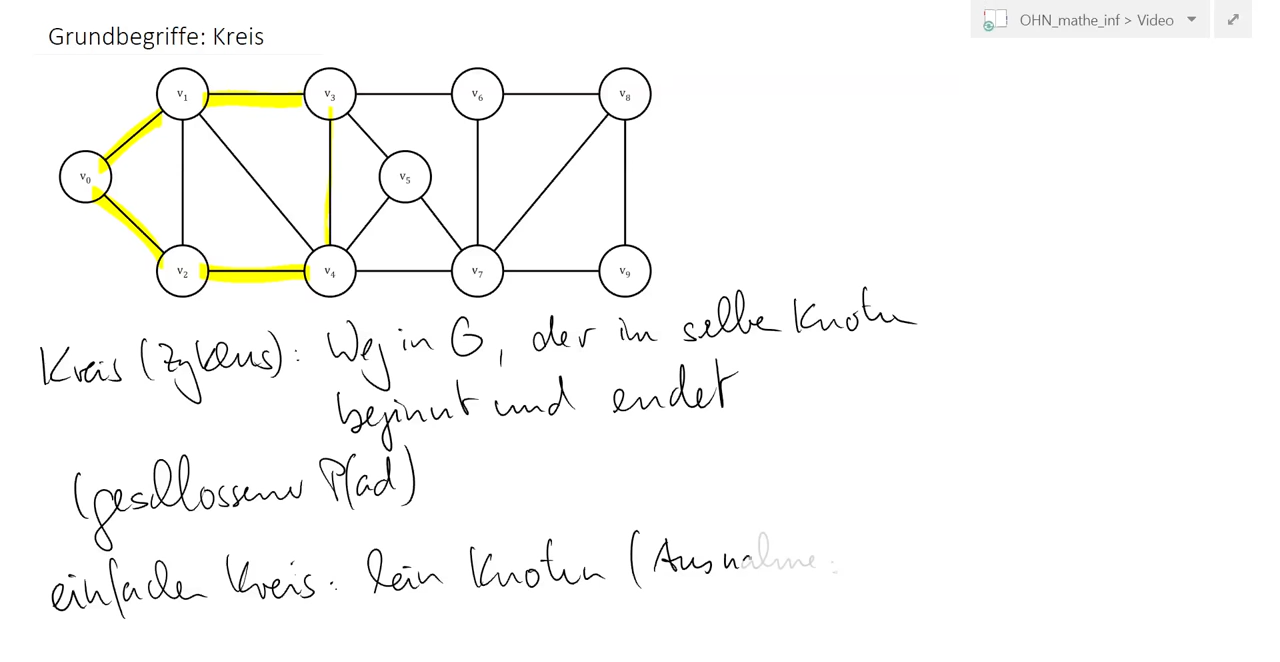 OHN_mathe_inf > Video
Grundbegriffe: Kreis
v1 v3 v6 v8
v0 v5
v2 v4 v7 v9
Kreis (Zyklus): Weg in G, der im selbe Knoten
beginnt und endet
(geschlossener Pfad)
einfacher Kreis: kein Knoten (Ausnahme: